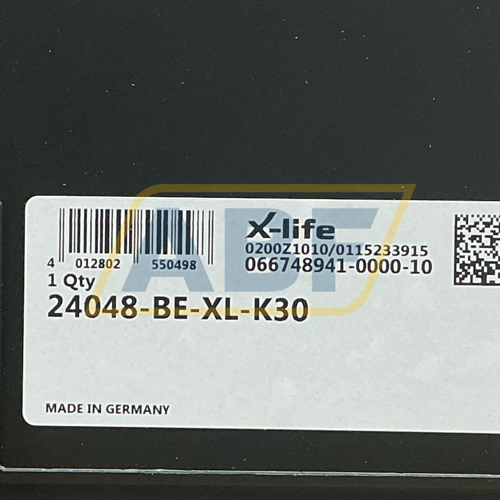 X-life
0200Z1010/0115233915
4 012802 550498
066748941-0000-10
1 Qty
24048-BE-XL-K30
MADE IN GERMANY
ABF